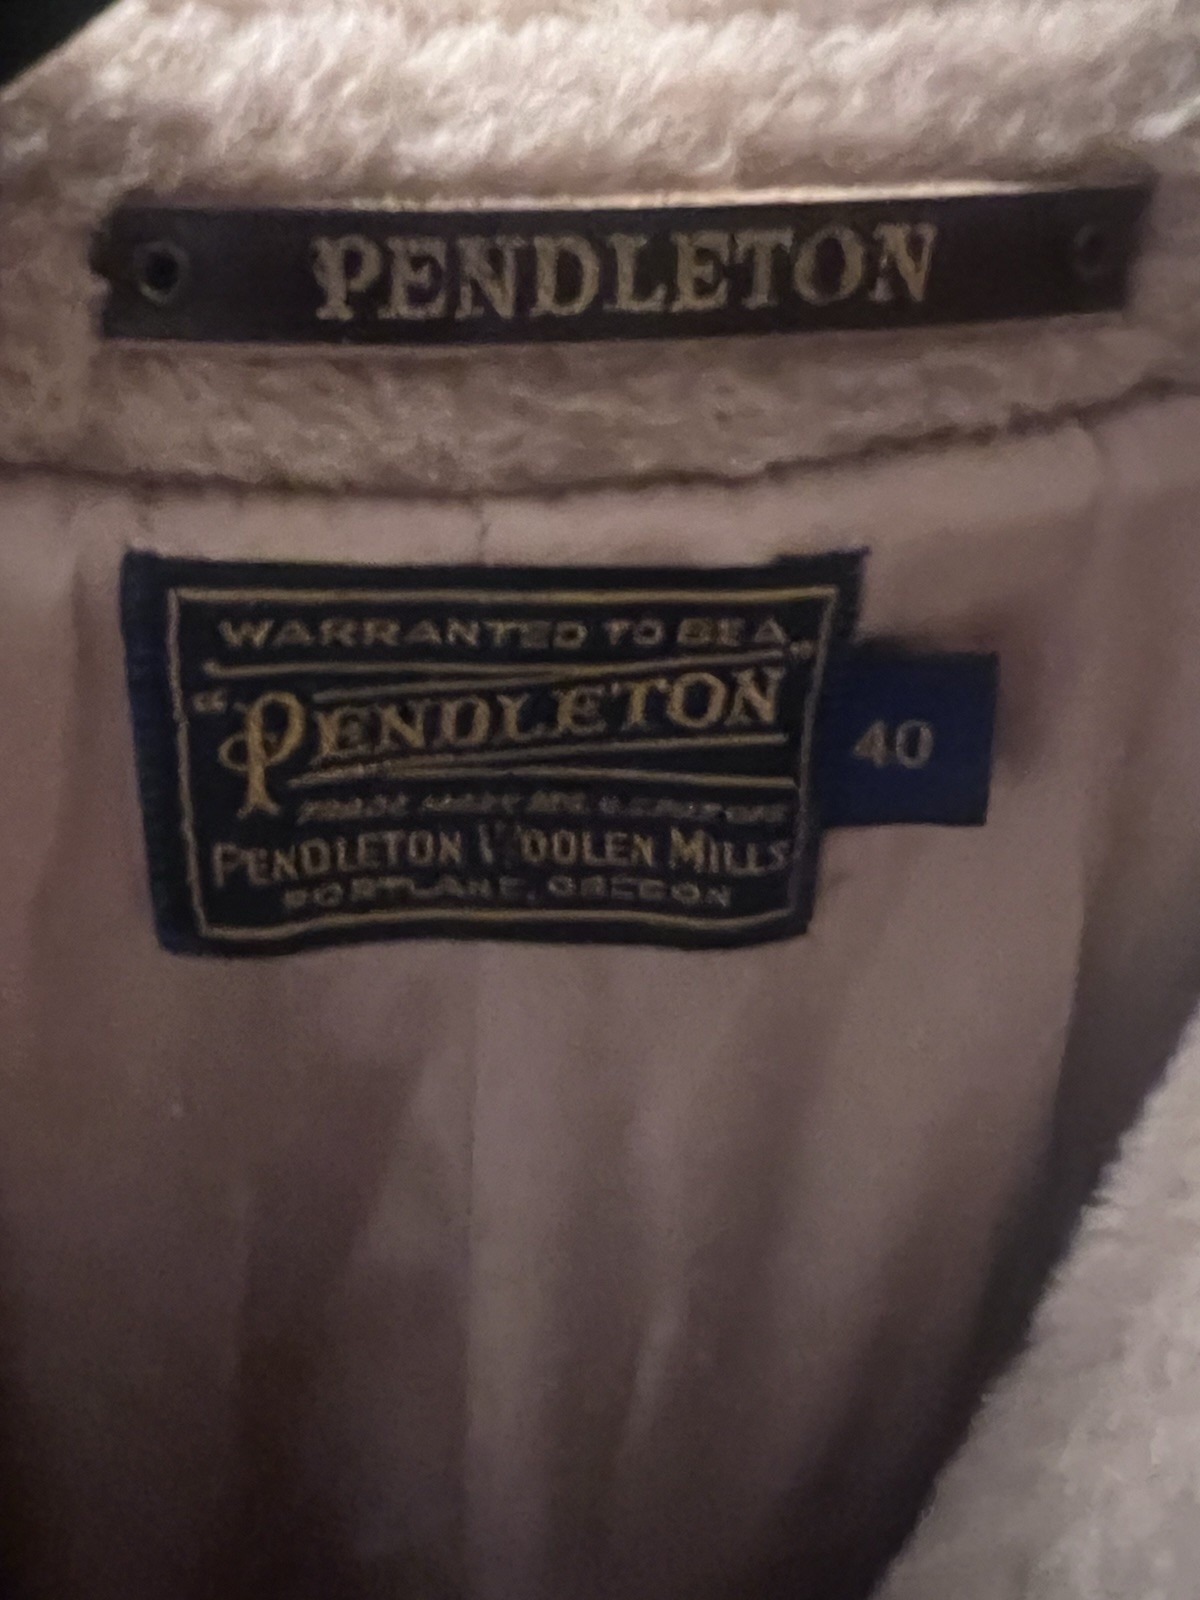 PENDLETON
WARRANTED TO BE A
"PENDLETON"
40
PENDLETON WOOLEN MILLS
PORTLAND, OREGON